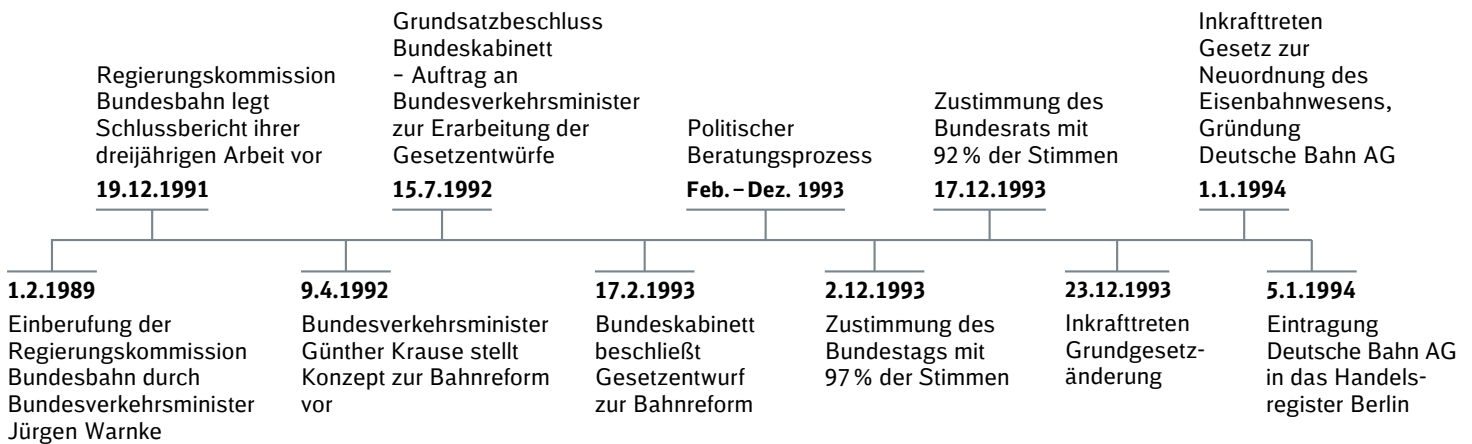 Regierungskommission
Bundesbahn legt
Schlussbericht ihrer
dreijährigen Arbeit vor
19.12.1991
Grundsatzbeschluss
Bundeskabinett
– Auftrag an
Bundesverkehrsminister
zur Erarbeitung der
Gesetzentwürfe
15.7.1992
Politischer
Beratungsprozess
Feb. – Dez. 1993
Zustimmung des
Bundesrats mit
92 % der Stimmen
17.12.1993
Inkrafttreten
Gesetz zur
Neuordnung des
Eisenbahnwesens,
Gründung
Deutsche Bahn AG
1.1.1994
1.2.1989
Einberufung der
Regierungskommission
Bundesbahn durch
Bundesverkehrsminister
Jürgen Warnke
9.4.1992
Bundesverkehrsminister
Günther Krause stellt
Konzept zur Bahnreform
vor
17.2.1993
Bundeskabinett
beschließt
Gesetzentwurf
zur Bahnreform
2.12.1993
Zustimmung des
Bundestags mit
97 % der Stimmen
23.12.1993
Inkrafttreten
Grundgesetz-
änderung
5.1.1994
Eintragung
Deutsche Bahn AG
in das Handels-
register Berlin